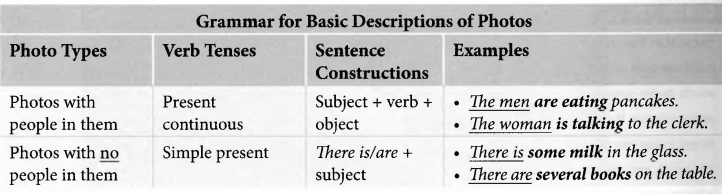 Grammar for Basic Descriptions of Photos
Photo Types Verb Tenses Sentence Constructions Examples
Photos with people in them Present continuous Subject + verb + object • The men are eating pancakes.
• The woman is talking to the clerk.
Photos with no people in them Simple present There is/are + subject • There is some milk in the glass.
• There are several books on the table.